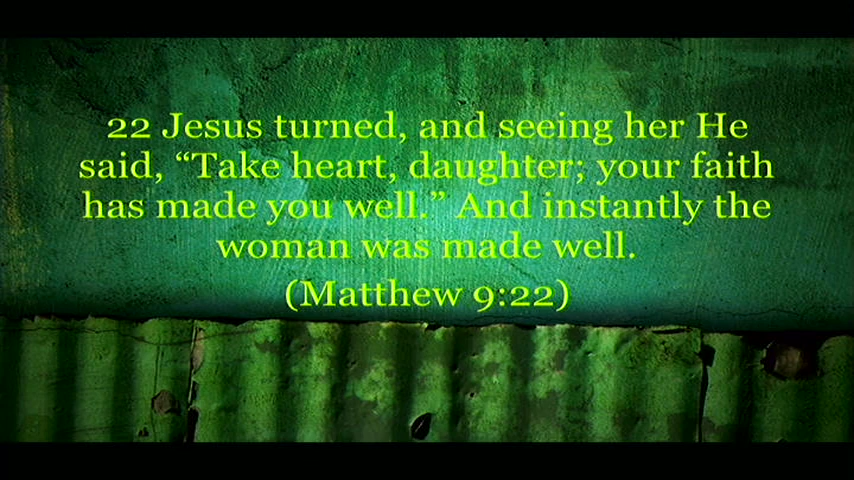 22 Jesus turned, and seeing her He
said, “Take heart, daughter; your faith
has made you well.” And instantly the
woman was made well.
(Matthew 9:22)